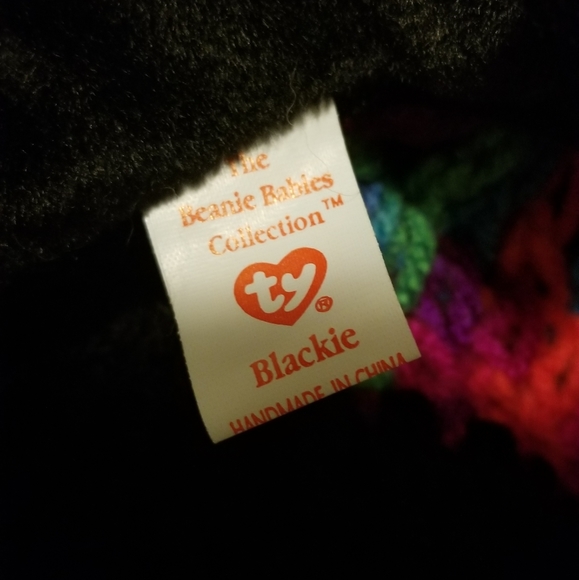 The
Beanie Babies
Collection™
ty®
Blackie
HANDMADE IN CHINA